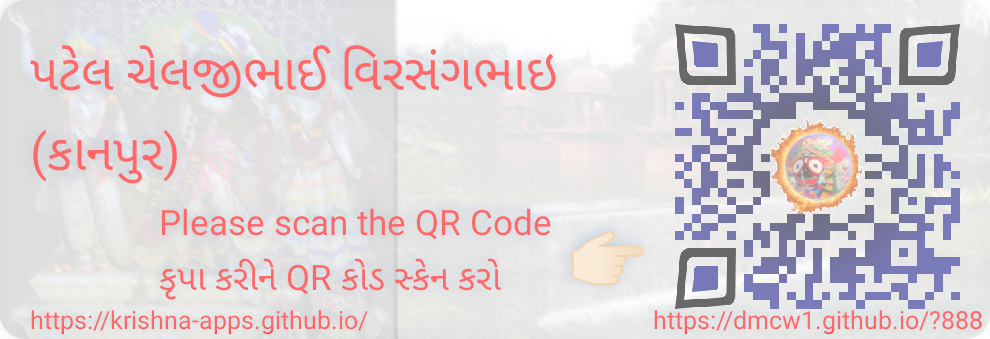 પટેલ ચેલજીભાઈ વિરસંગભાઇ
(કાનપુર)
Please scan the QR Code
કૃપા કરીને QR કોડ સ્કેન કરો
https://krishna-apps.github.io/
https://dmcw1.github.io/?888